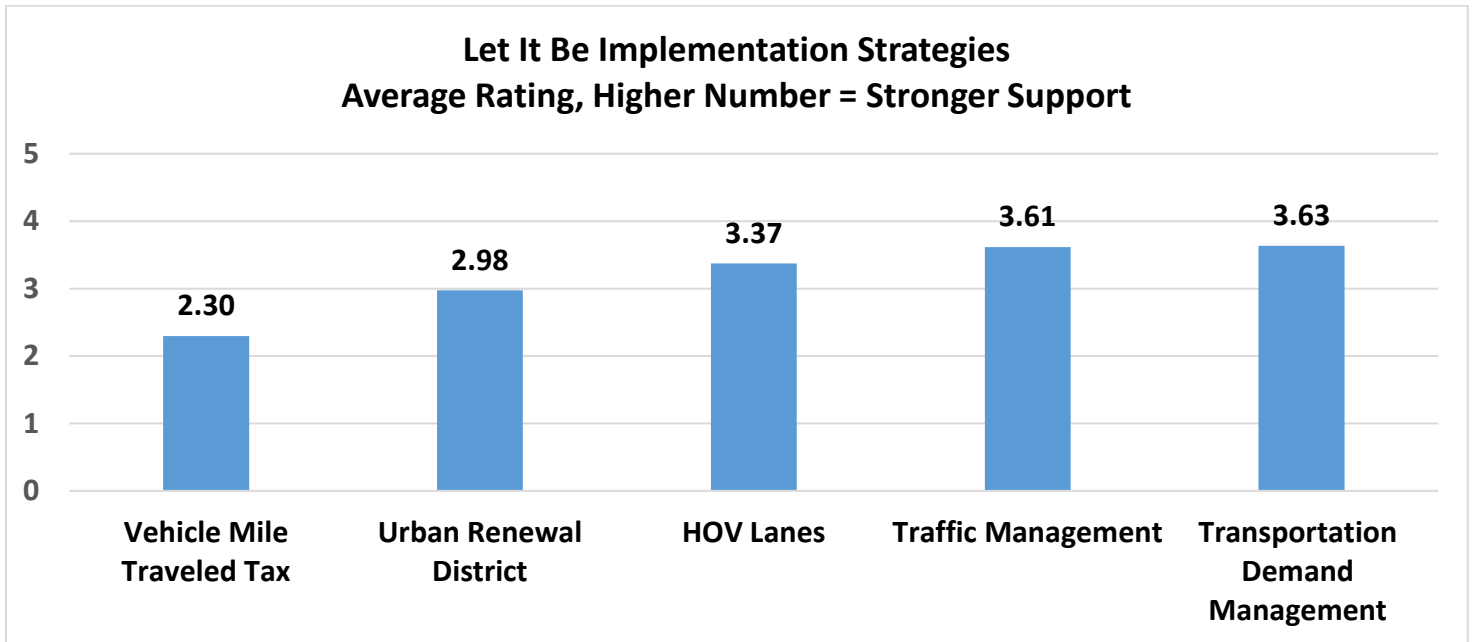 Let It Be Implementation Strategies
Average Rating, Higher Number = Stronger Support
5
4
3
2
1
0
2.30
2.98
3.37
3.61
3.63
Vehicle Mile
Traveled Tax
Urban Renewal
District
HOV Lanes
Traffic Management
Transportation
Demand
Management